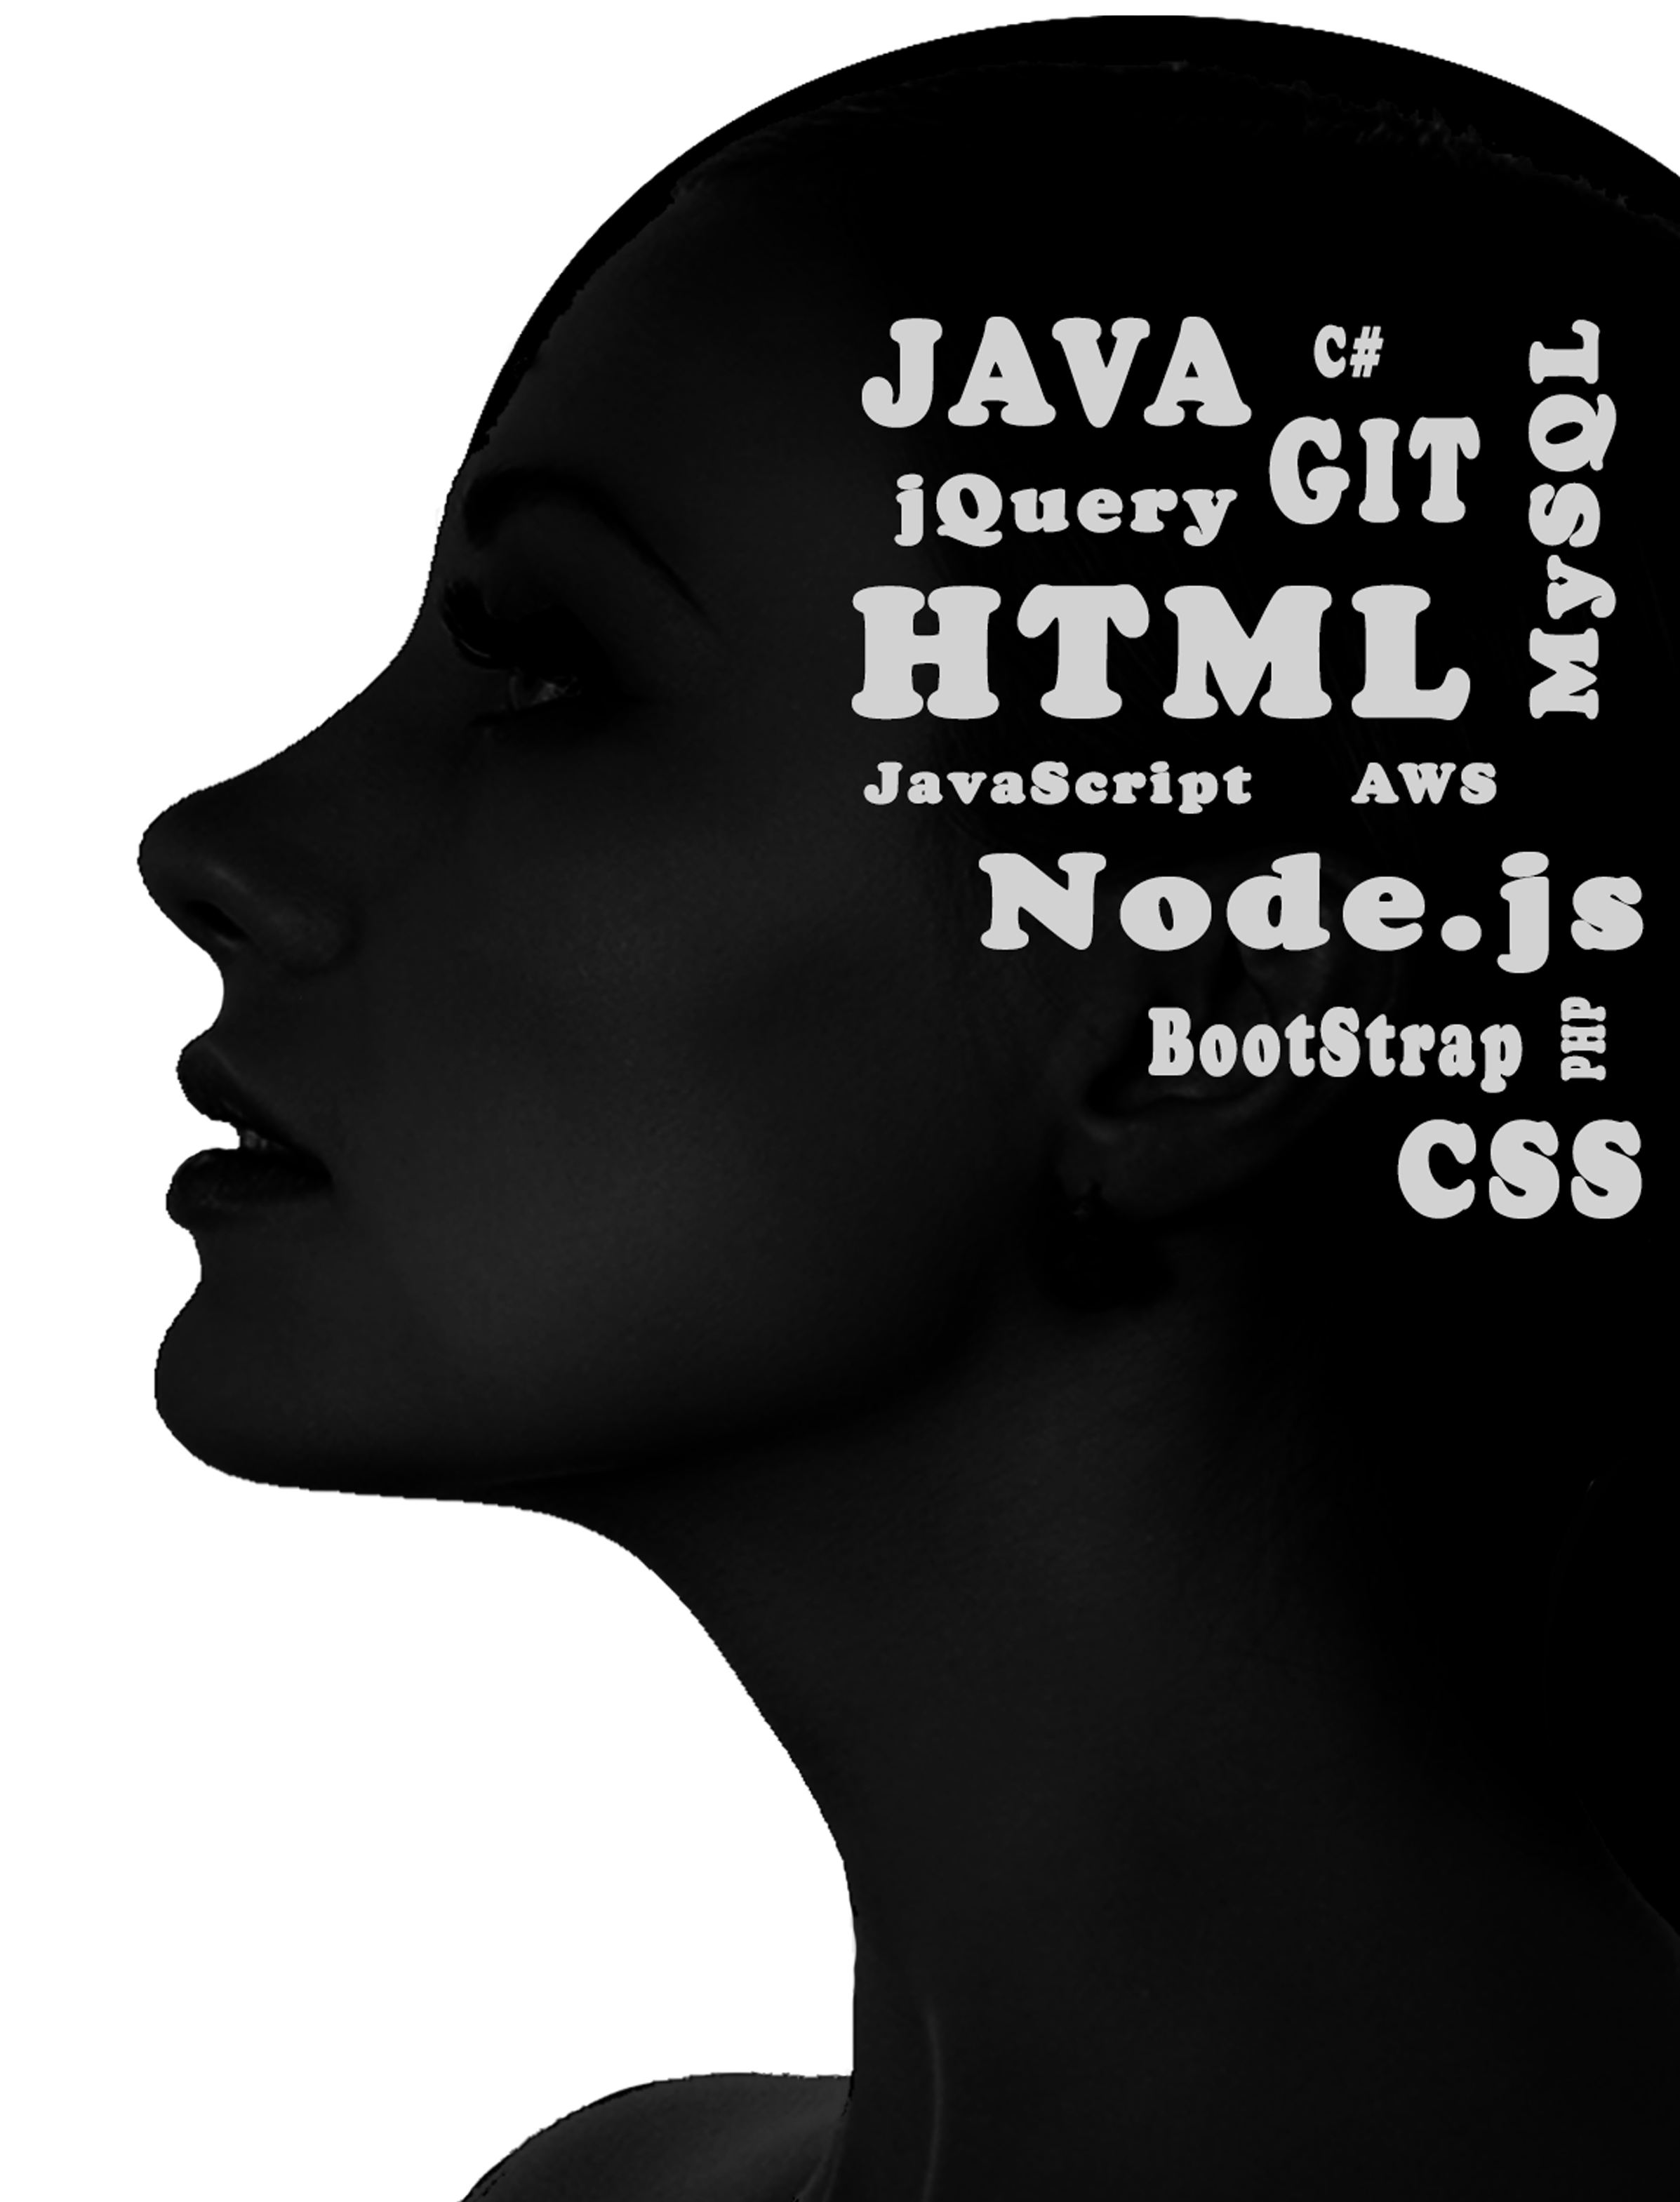 JAVA
C#
MySQL
GIT
jQuery
HTML
JavaScript
AWS
Node.js
BootStrap
PHP
CSS